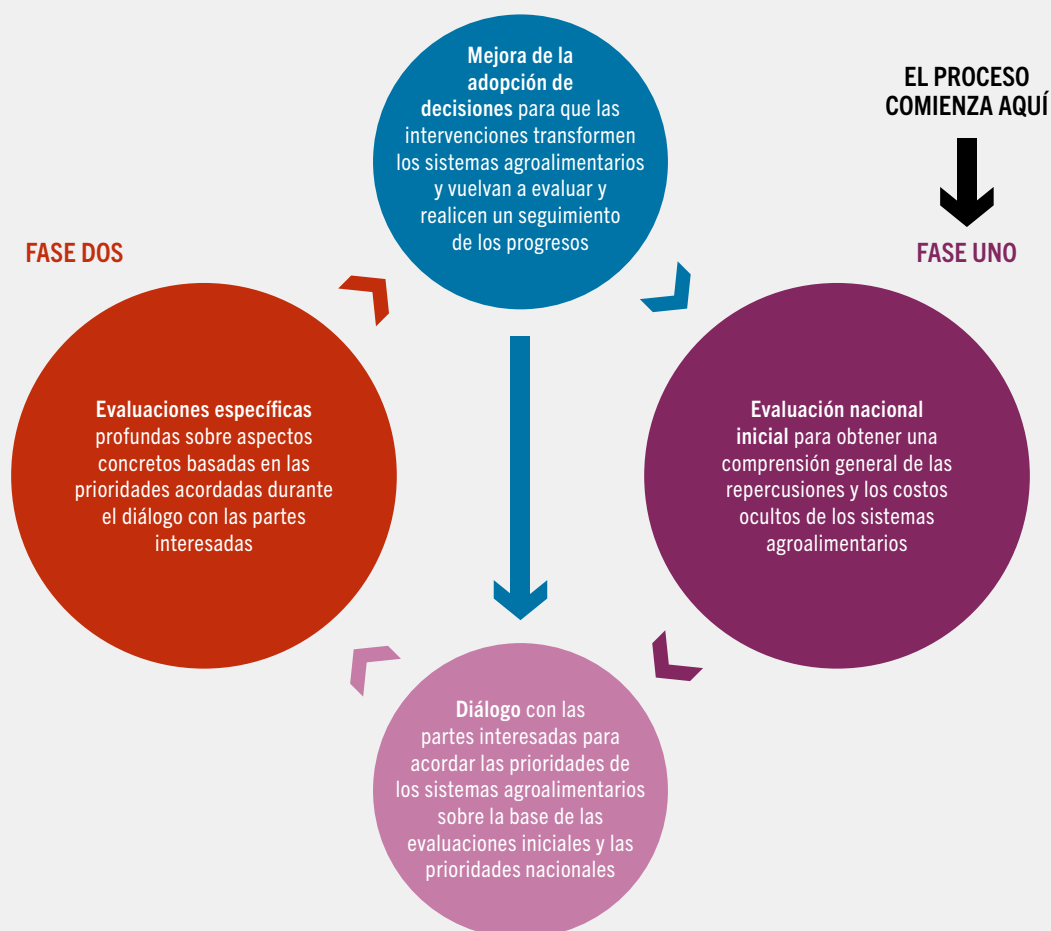 EL PROCESO
COMIENZA AQUÍ
FASE UNO
Evaluación nacional
inicial para obtener una
comprensión general de las
repercusiones y los costos
ocultos de los sistemas
agroalimentarios
Diálogo con las
partes interesadas para
acordar las prioridades de
los sistemas agroalimentarios
sobre la base de las
evaluaciones iniciales y las
prioridades nacionales
FASE DOS
Evaluaciones específicas
profundas sobre aspectos
concretos basadas en las
prioridades acordadas durante
el diálogo con las partes
interesadas
Mejora de la
adopción de
decisiones para que las
intervenciones transformen
los sistemas agroalimentarios
y vuelvan a evaluar y
realicen un seguimiento
de los progresos